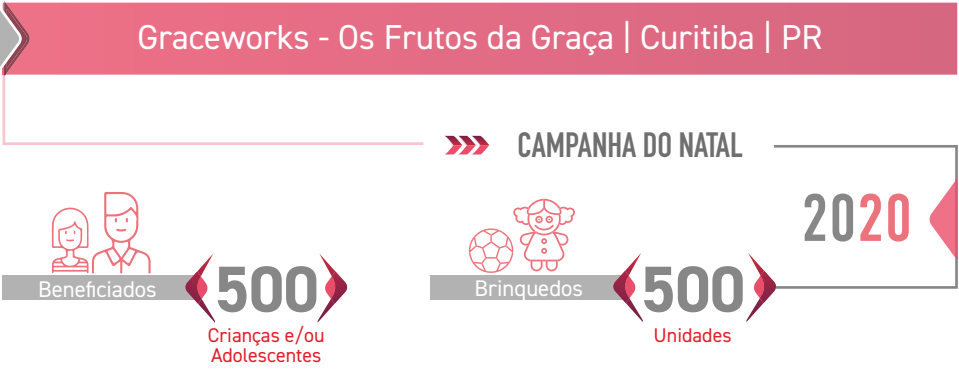 Graceworks - Os Frutos da Graça | Curitiba | PR
CAMPANHA DO NATAL
2020
Beneficiados
500
Crianças e/ou
Adolescentes
Brinquedos
500
Unidades